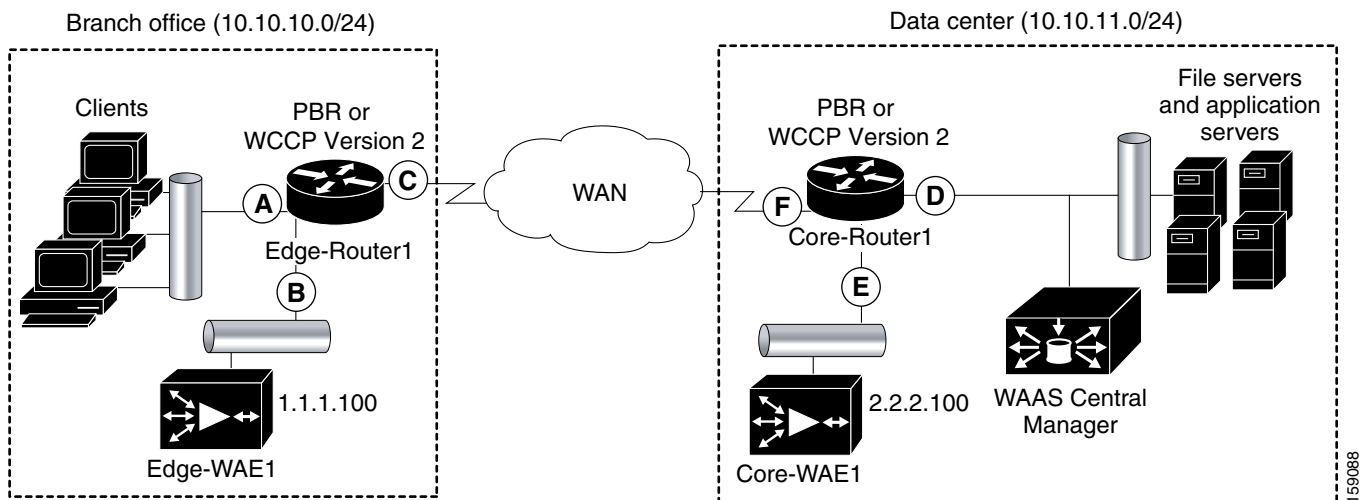 Branch office (10.10.10.0/24)
Data center (10.10.11.0/24)
Clients
PBR or
WCCP Version 2
A
C
Edge-Router1
B
1.1.1.100
Edge-WAE1
WAN
PBR or
WCCP Version 2
F
D
Core-Router1
E
2.2.2.100
Core-WAE1
File servers
and application
servers
WAAS Central
Manager
159088